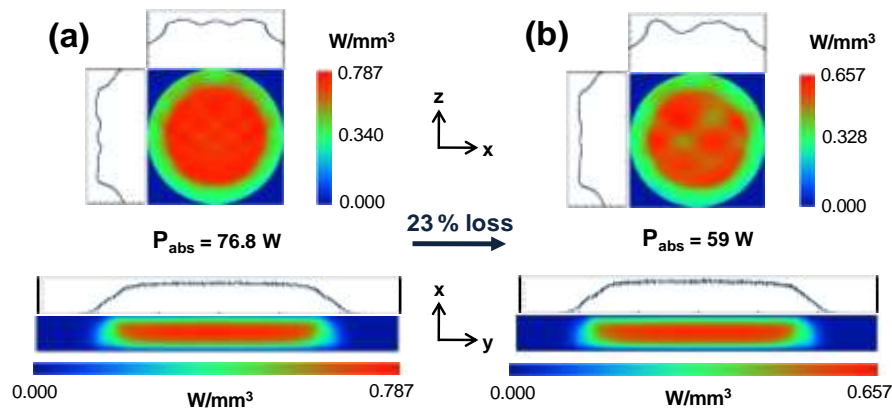 (a)
W/mm³
0.787
0.340
0.000
z
x
(b)
W/mm³
0.657
0.328
0.000
P_abs = 76.8 W
23 % loss
P_abs = 59 W
x
y
0.000
W/mm³
0.787
0.000
W/mm³
0.657